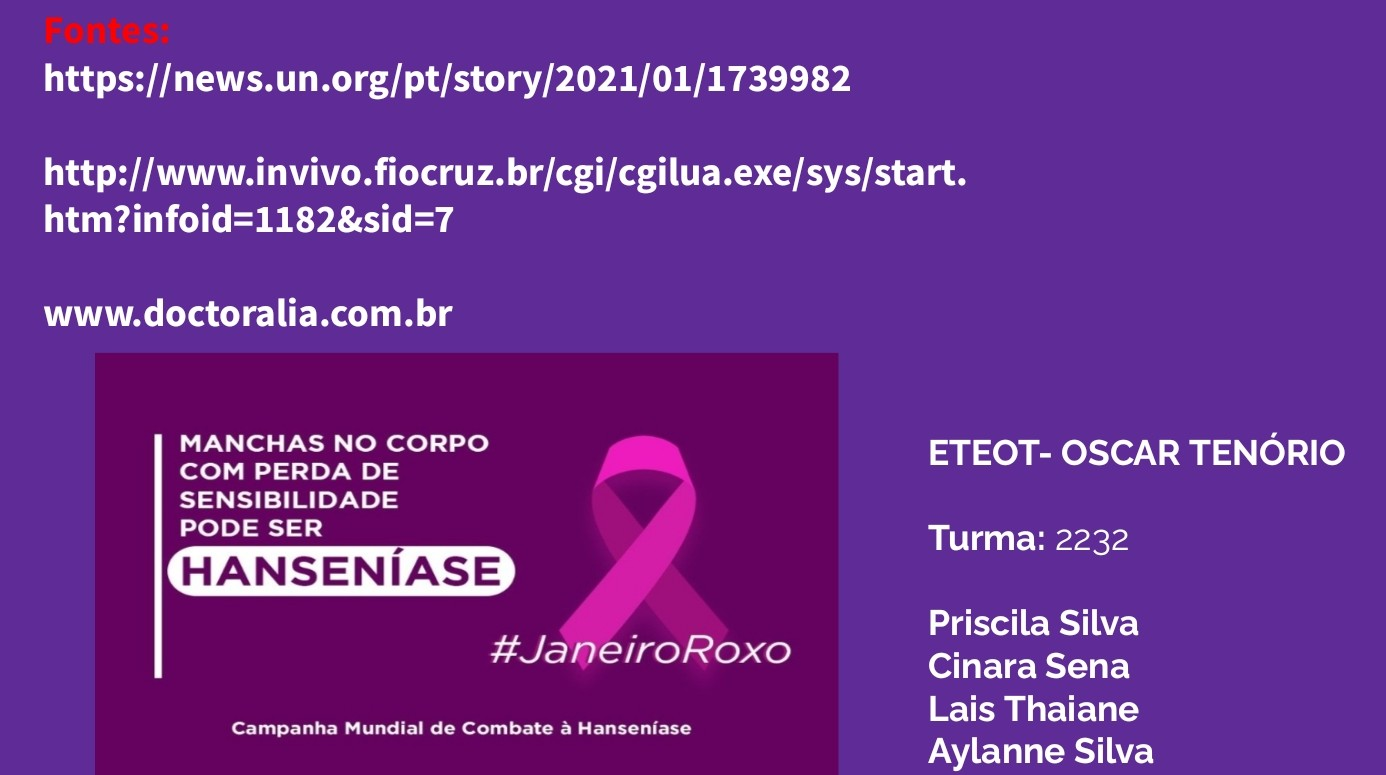 Fontes:
https://news.un.org/pt/story/2021/01/1739982
http://www.invivo.fiocruz.br/cgi/cgilua.exe/sys/start.
htm?infoid=1182&sid=7
www.doctoralia.com.br
MANCHAS NO CORPO
COM PERDA DE
SENSIBILIDADE
PODE SER
HANSENÍASE
#JaneiroRoxo
Campanha Mundial de Combate à Hanseníase
ETEOT- OSCAR TENÓRIO
Turma: 2232
Priscila Silva
Cinara Sena
Lais Thaiane
Aylanne Silva